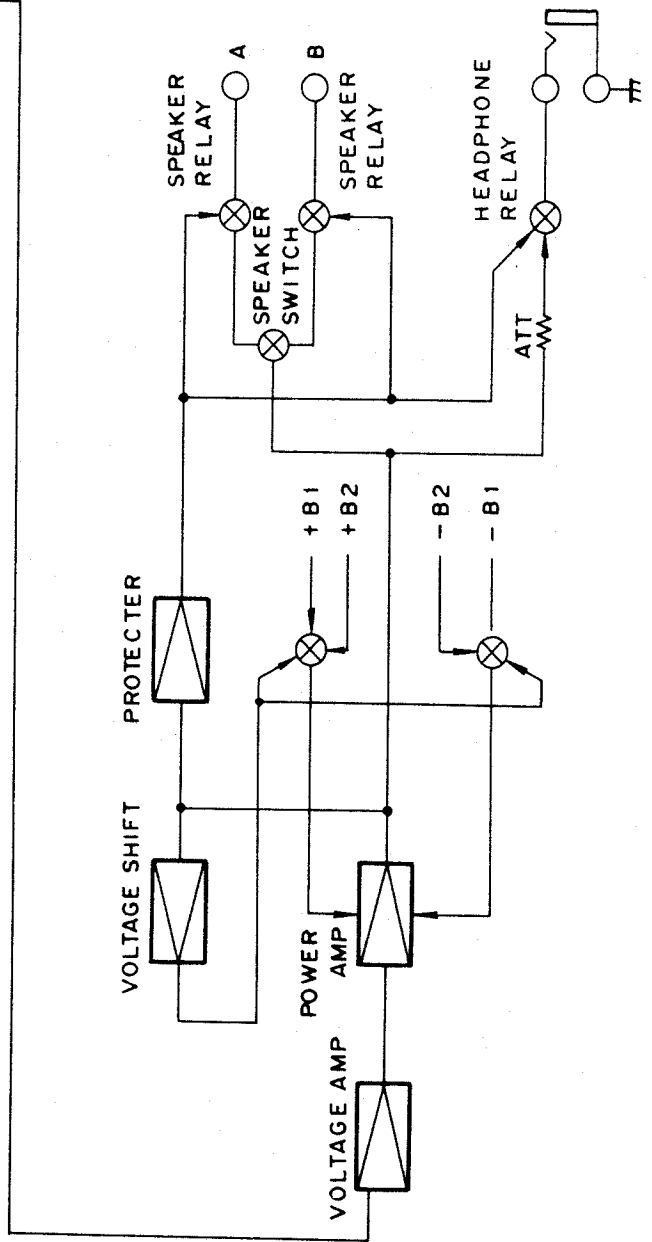 VOLTAGE SHIFT
PROTECTER
SPEAKER
RELAY
A
SPEAKER
SWITCH
B
SPEAKER
RELAY
+B1
+B2
-B2
-B1
VOLTAGE AMP
POWER
AMP
ATT
HEADPHONE
RELAY